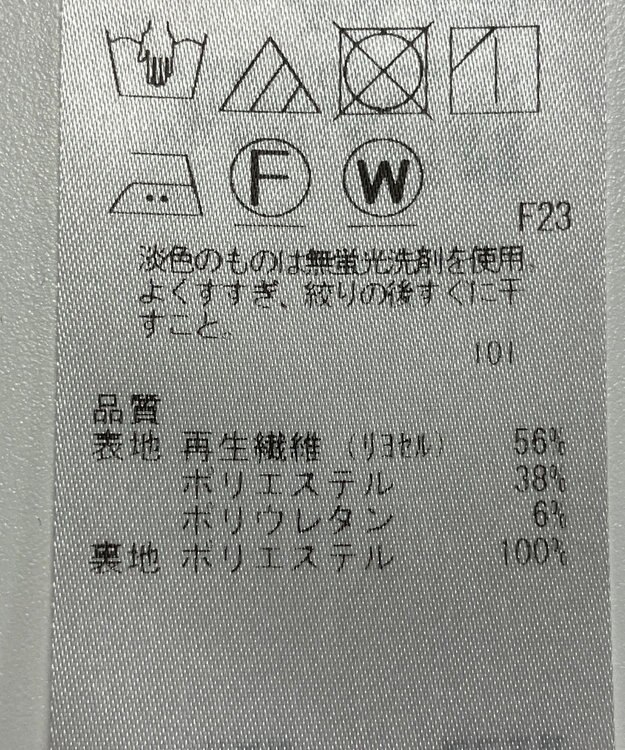 F W
F23
淡色のものは無蛍光洗剤を使用。
よくすすぎ、絞りの後すぐに干
すこと。
101
品質
表地 再生繊維（リヨセル） 56%
ポリエステル 38%
ポリウレタン 6%
裏地 ポリエステル 100%